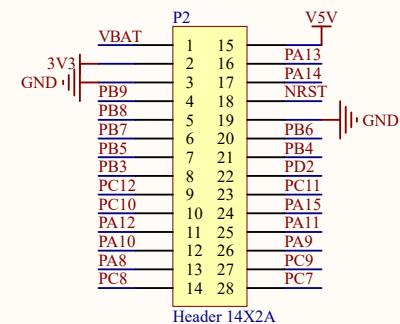 P2
V5V
VBAT 1 15
3V3 2 16 PA13
GND 3 17 PA14
PB9 4 18 NRST
PB8 5 19 GND
PB7 6 20 PB6
PB5 7 21 PB4
PB3 8 22 PD2
PC12 9 23 PC11
PC10 10 24 PA15
PA12 11 25 PA11
PA10 12 26 PA9
PA8 13 27 PC9
PC8 14 28 PC7
Header 14X2A